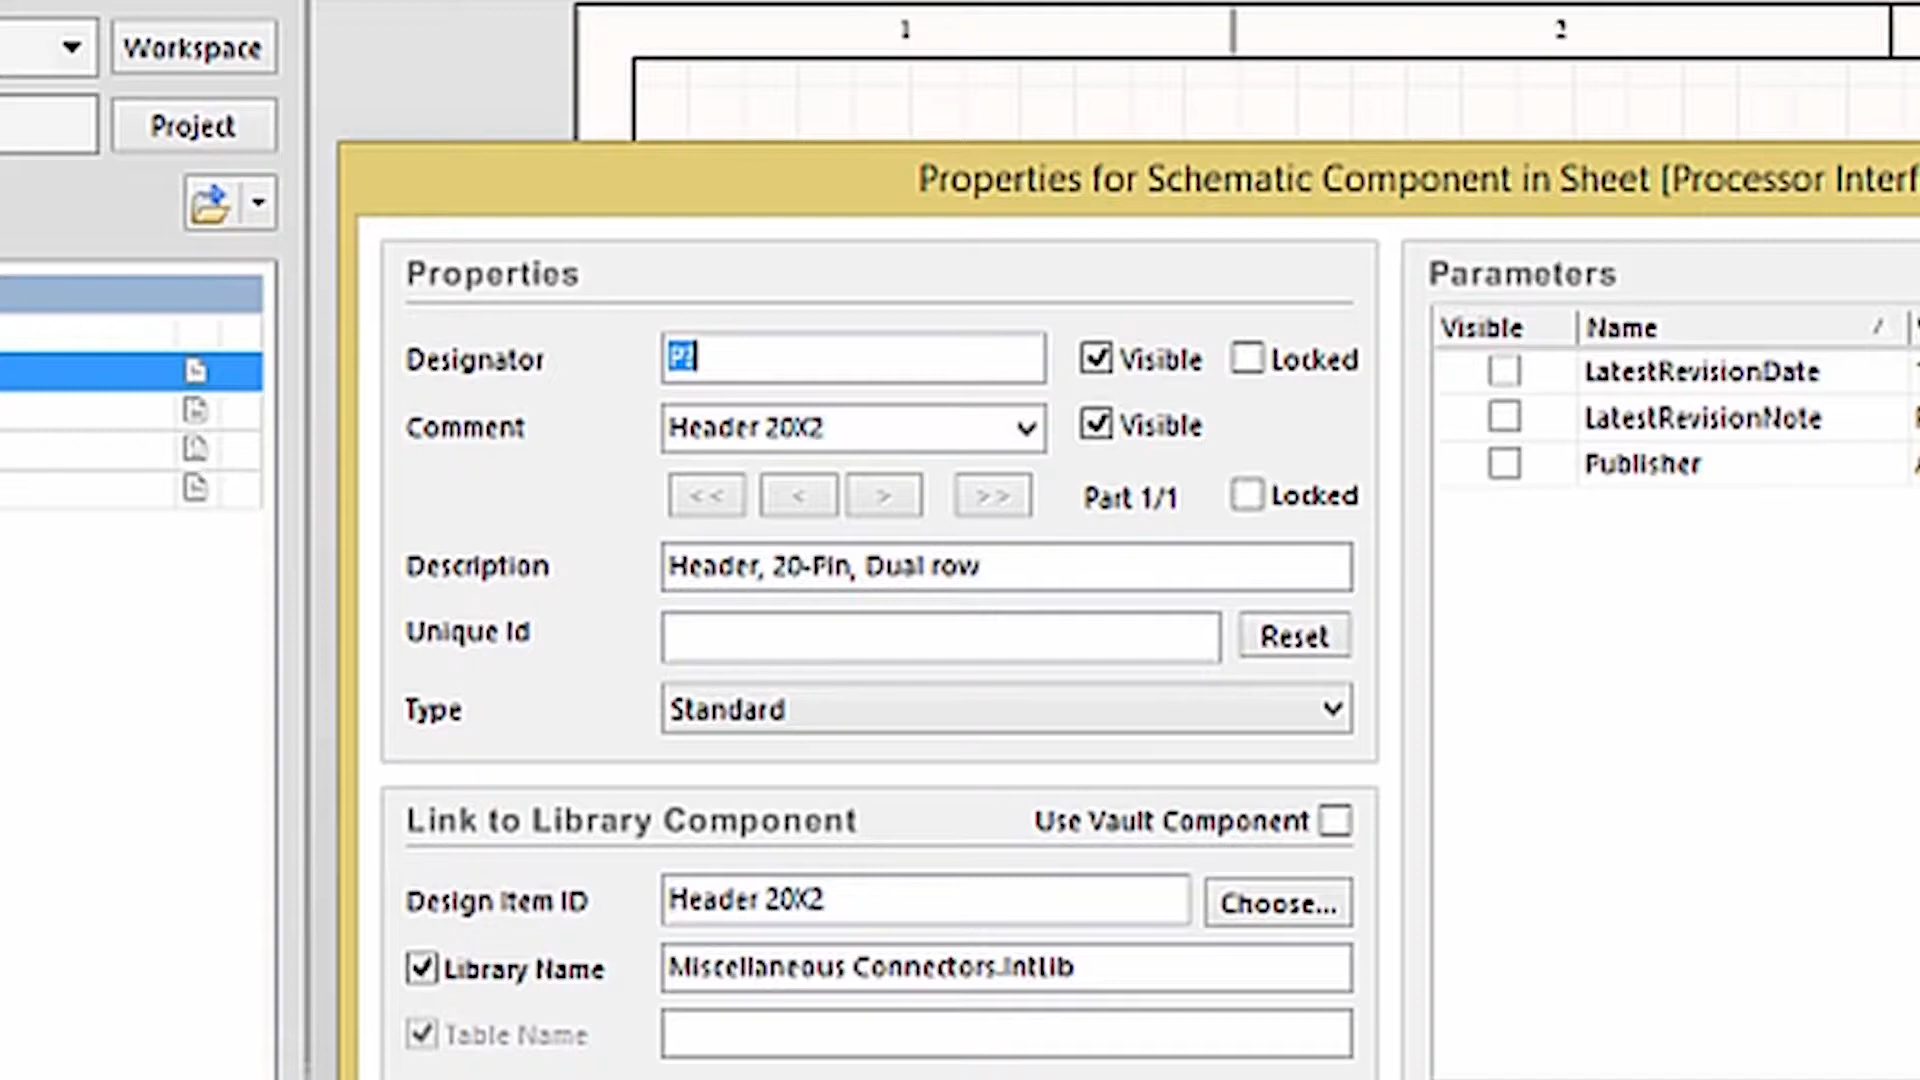 1 2
Workspace
Project
Properties for Schematic Component in Sheet [Processor Interf
Properties
Designator P? Visible Locked
Comment Header 20X2 Visible
<< < > >> Part 1/1 Locked
Description Header, 20-Pin, Dual row
Unique Id Reset
Type Standard
Link to Library Component Use Vault Component
Design Item ID Header 20X2 Choose...
Library Name Miscellaneous Connectors.IntLib
Table Name
Parameters
Visible Name /
LatestRevisionDate
LatestRevisionNote
Publisher